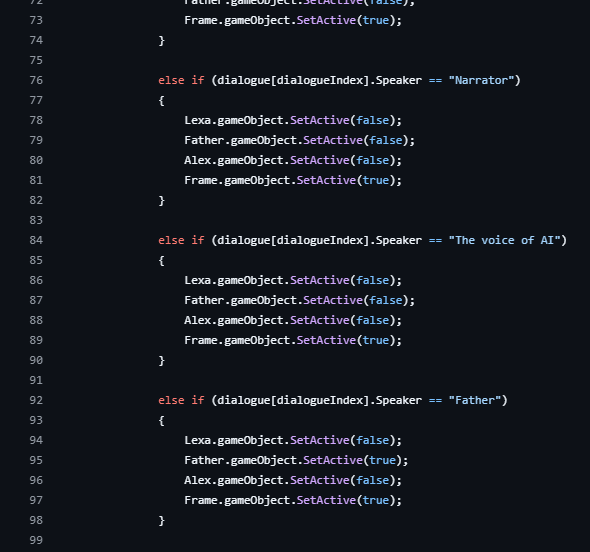 72 Father.gameObject.SetActive(false);
73 Frame.gameObject.SetActive(true);
74 }
75
76 else if (dialogue[dialogueIndex].Speaker == "Narrator")
77 {
78 Lexa.gameObject.SetActive(false);
79 Father.gameObject.SetActive(false);
80 Alex.gameObject.SetActive(false);
81 Frame.gameObject.SetActive(true);
82 }
83
84 else if (dialogue[dialogueIndex].Speaker == "The voice of AI")
85 {
86 Lexa.gameObject.SetActive(false);
87 Father.gameObject.SetActive(false);
88 Alex.gameObject.SetActive(false);
89 Frame.gameObject.SetActive(true);
90 }
91
92 else if (dialogue[dialogueIndex].Speaker == "Father")
93 {
94 Lexa.gameObject.SetActive(false);
95 Father.gameObject.SetActive(true);
96 Alex.gameObject.SetActive(false);
97 Frame.gameObject.SetActive(true);
98 }
99